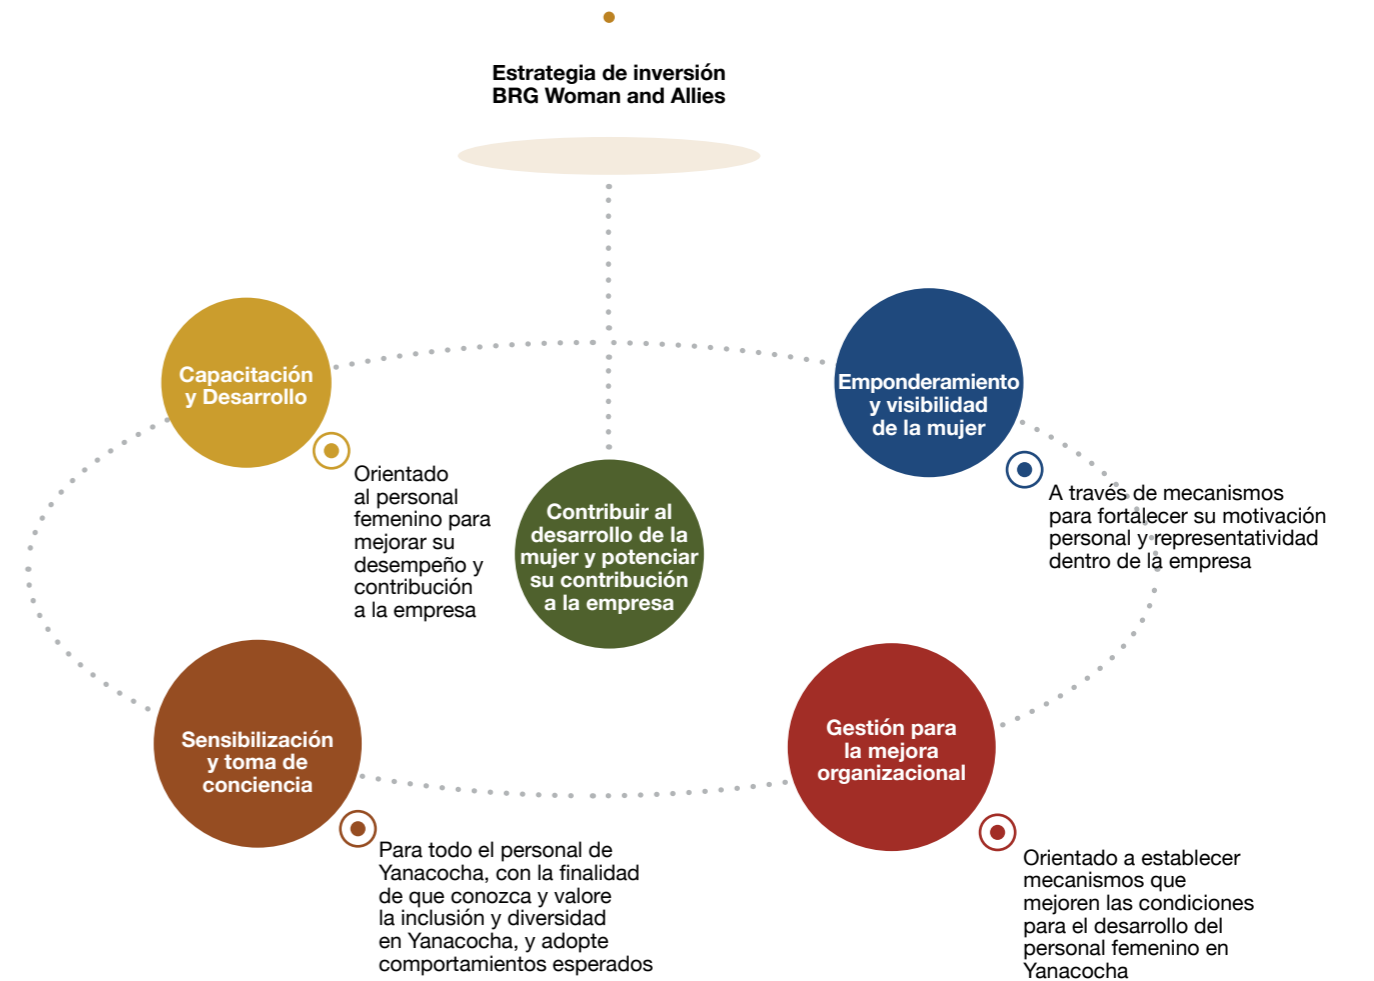 Estrategia de inversión
BRG Woman and Allies
Capacitación
y Desarrollo
Orientado
al personal
femenino para
mejorar su
desempeño y
contribución
a la empresa
Contribuir al
desarrollo de la
mujer y potenciar
su contribución
a la empresa
Emponderamiento
y visibilidad
de la mujer
A través de mecanismos
para fortalecer su motivación
personal y representatividad
dentro de la empresa
Sensibilización
y toma de
conciencia
Para todo el personal de
Yanacocha, con la finalidad
de que conozca y valore
la inclusión y diversidad
en Yanacocha, y adopte
comportamientos esperados
Gestión para
la mejora
organizacional
Orientado a establecer
mecanismos que
mejoren las condiciones
para el desarrollo del
personal femenino en
Yanacocha